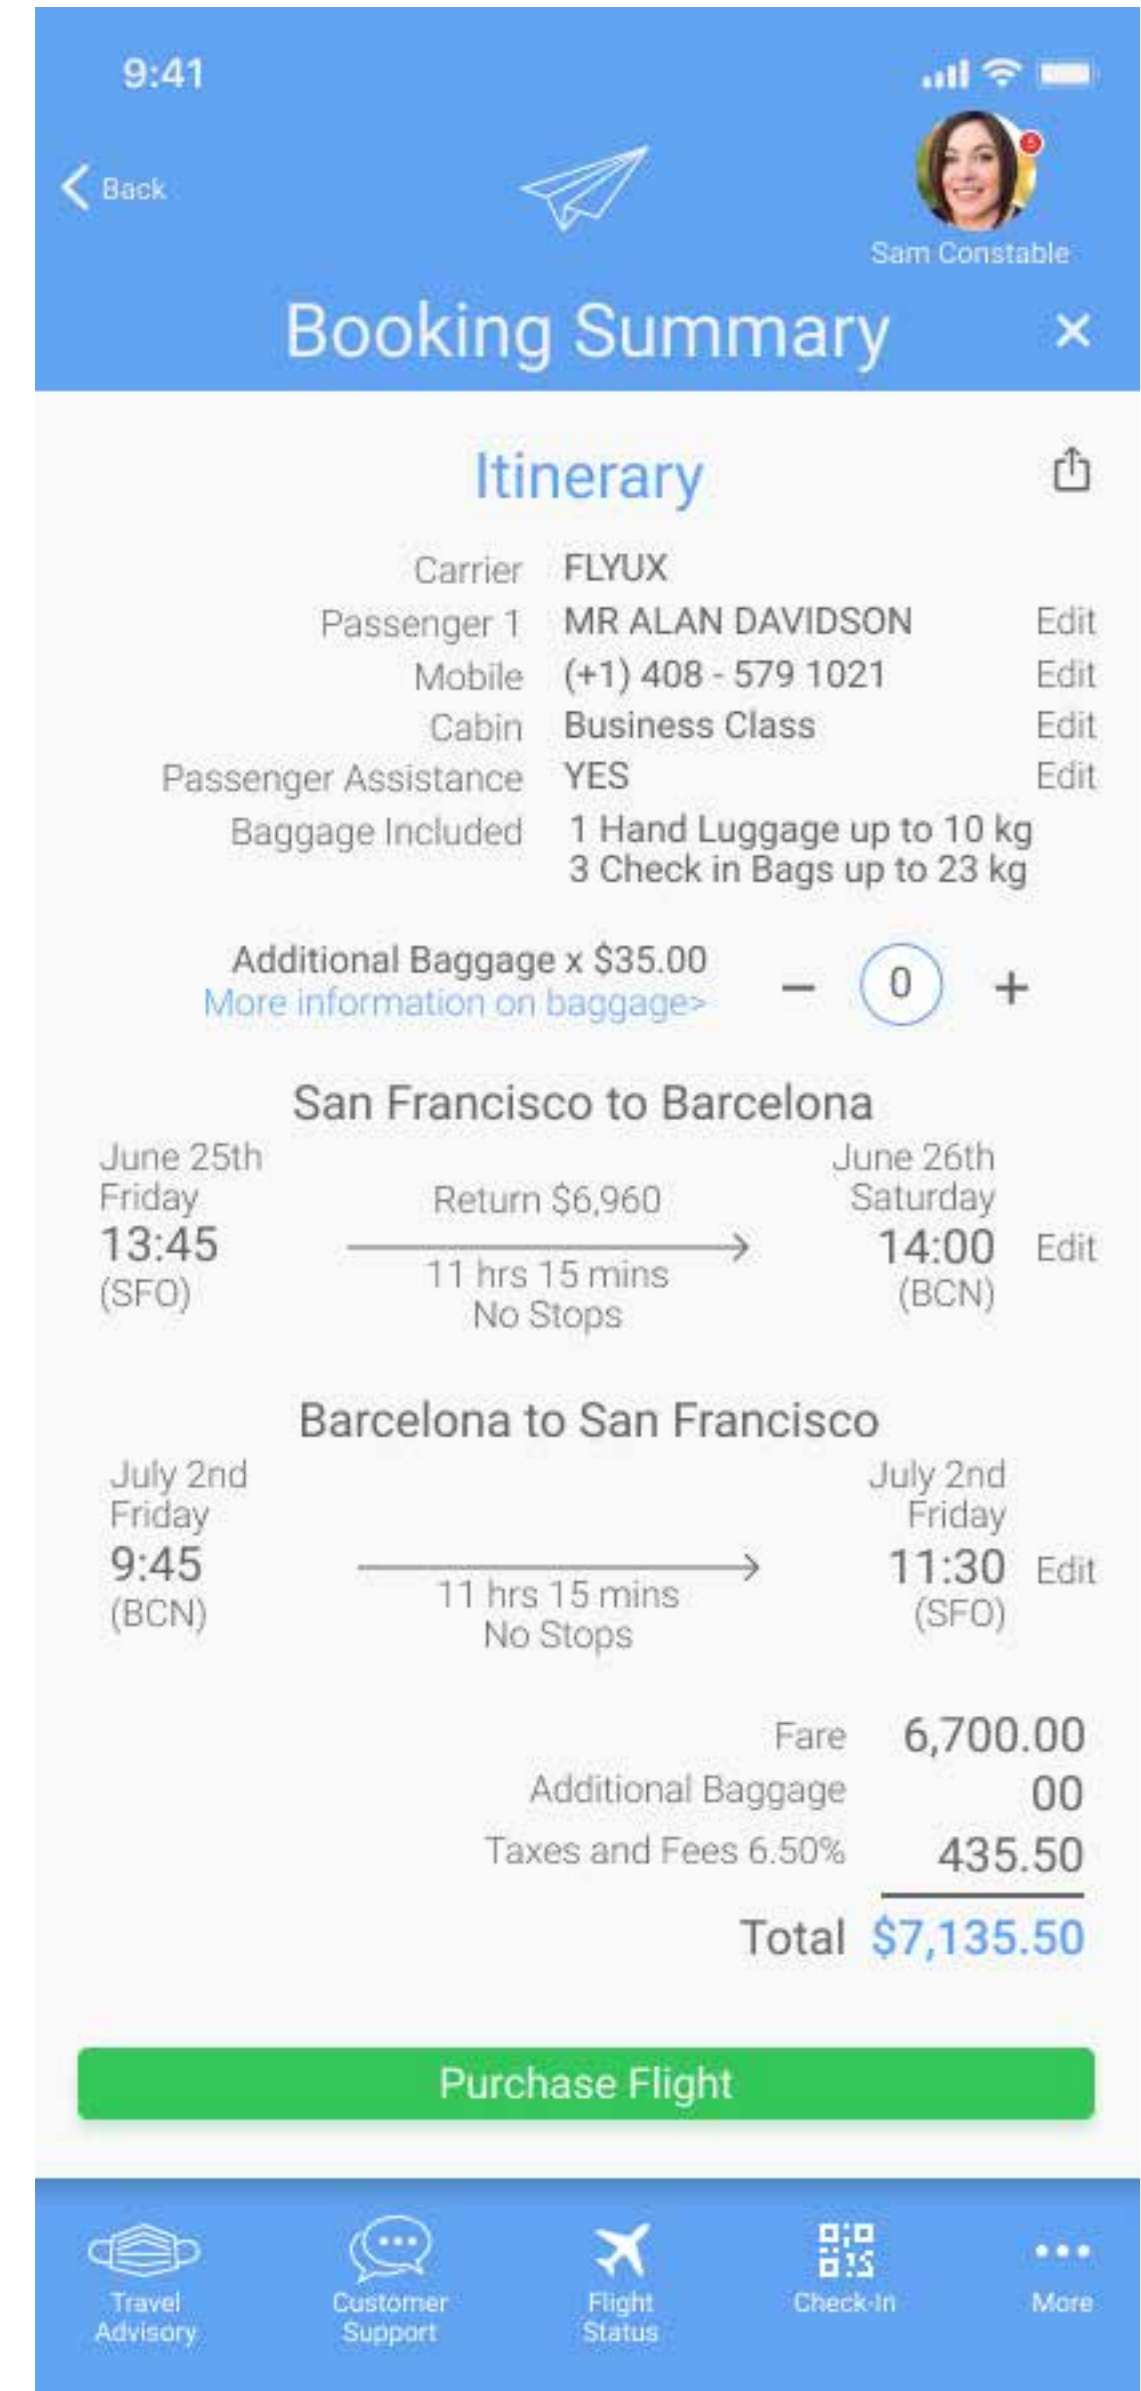 9:41
Back
Sam Constable
Booking Summary
Itinerary
Carrier FLYUX
Passenger 1 MR ALAN DAVIDSON Edit
Mobile (+1) 408 - 579 1021 Edit
Cabin Business Class Edit
Passenger Assistance YES Edit
Baggage Included 1 Hand Luggage up to 10 kg
3 Check in Bags up to 23 kg
Additional Baggage x $35.00
More information on baggage>
0
San Francisco to Barcelona
June 25th
Friday
13:45
(SFO)
Return $6,960
11 hrs 15 mins
No Stops
June 26th
Saturday
14:00
(BCN)
Edit
Barcelona to San Francisco
July 2nd
Friday
9:45
(BCN)
11 hrs 15 mins
No Stops
July 2nd
Friday
11:30
(SFO)
Edit
Fare 6,700.00
Additional Baggage 00
Taxes and Fees 6.50% 435.50
Total $7,135.50
Purchase Flight
Travel
Advisory
Customer
Support
Flight
Status
Check-In
More